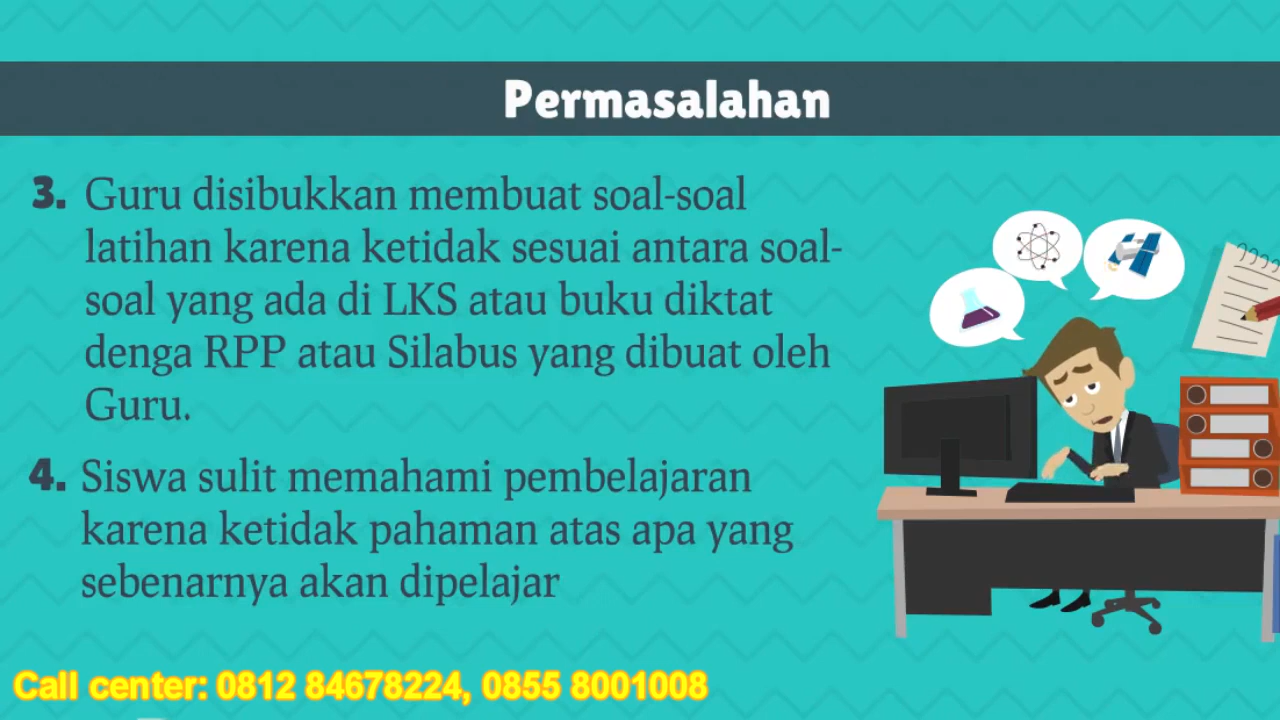 Permasalahan
3. Guru disibukkan membuat soal-soal
latihan karena ketidak sesuai antara soal-
soal yang ada di LKS atau buku diktat
denga RPP atau Silabus yang dibuat oleh
Guru.
4. Siswa sulit memahami pembelajaran
karena ketidak pahaman atas apa yang
sebenarnya akan dipelajar
Call center: 0812 84678224, 0855 8001008